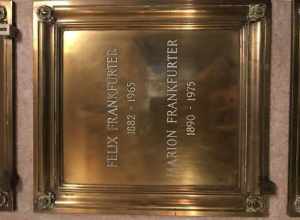 FELIX FRANKFURTER
1882 - 1965
MARION FRANKFURTER
1890 - 1975